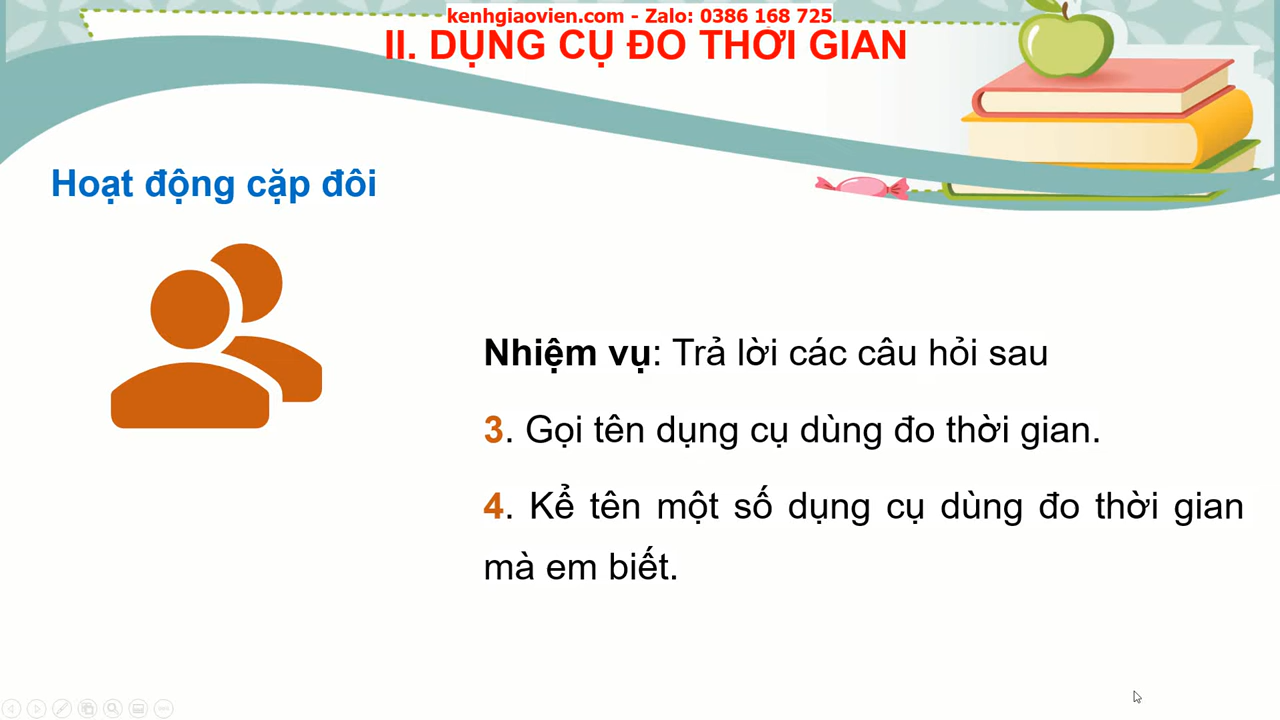 kenhgiaovien.com - Zalo: 0386 168 725
II. DỤNG CỤ ĐO THỜI GIAN
Hoạt động cặp đôi
Nhiệm vụ: Trả lời các câu hỏi sau
3. Gọi tên dụng cụ dùng đo thời gian.
4. Kể tên một số dụng cụ dùng đo thời gian
mà em biết.